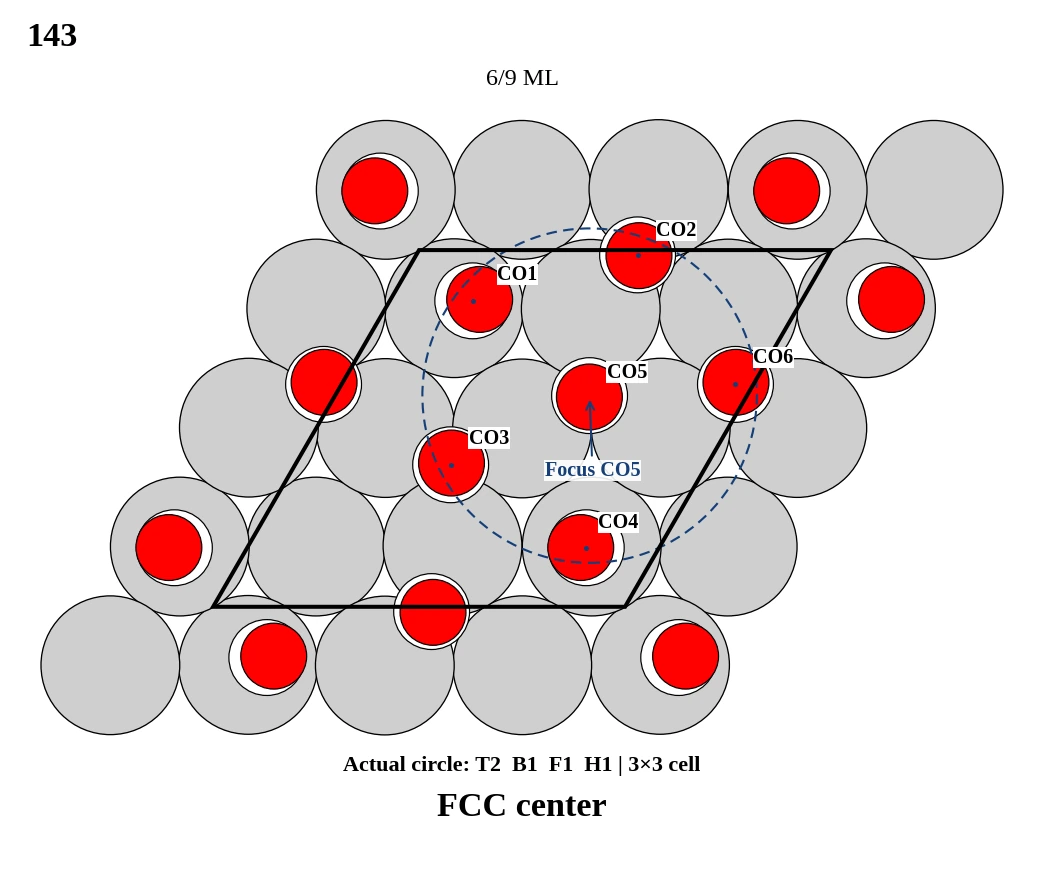 143
6/9 ML
CO2
CO1
CO6
CO5
CO3
Focus CO5
CO4
Actual circle: T2  B1  F1  H1 | 3×3 cell
FCC center